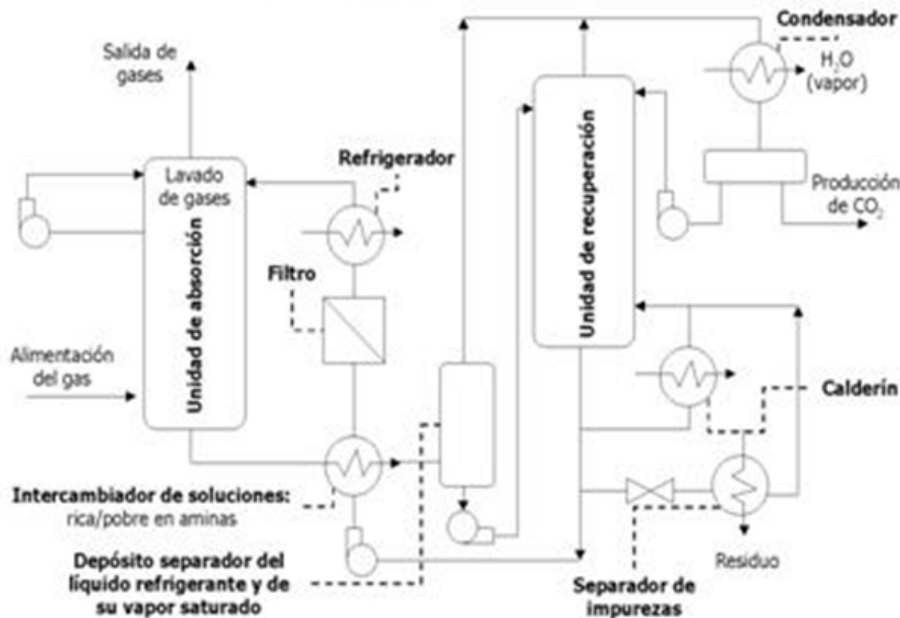 Condensador
Salida de
gases
H2O
(vapor)
Refrigerador
Lavado
de gases
Unidad de absorción
Unidad de recuperación
Producción
de CO2
Filtro
Alimentación
del gas
Calderín
Intercambiador de soluciones:
rica/pobre en aminas
Depósito separador del
líquido refrigerante y de
su vapor saturado
Separador de
impurezas
Residuo